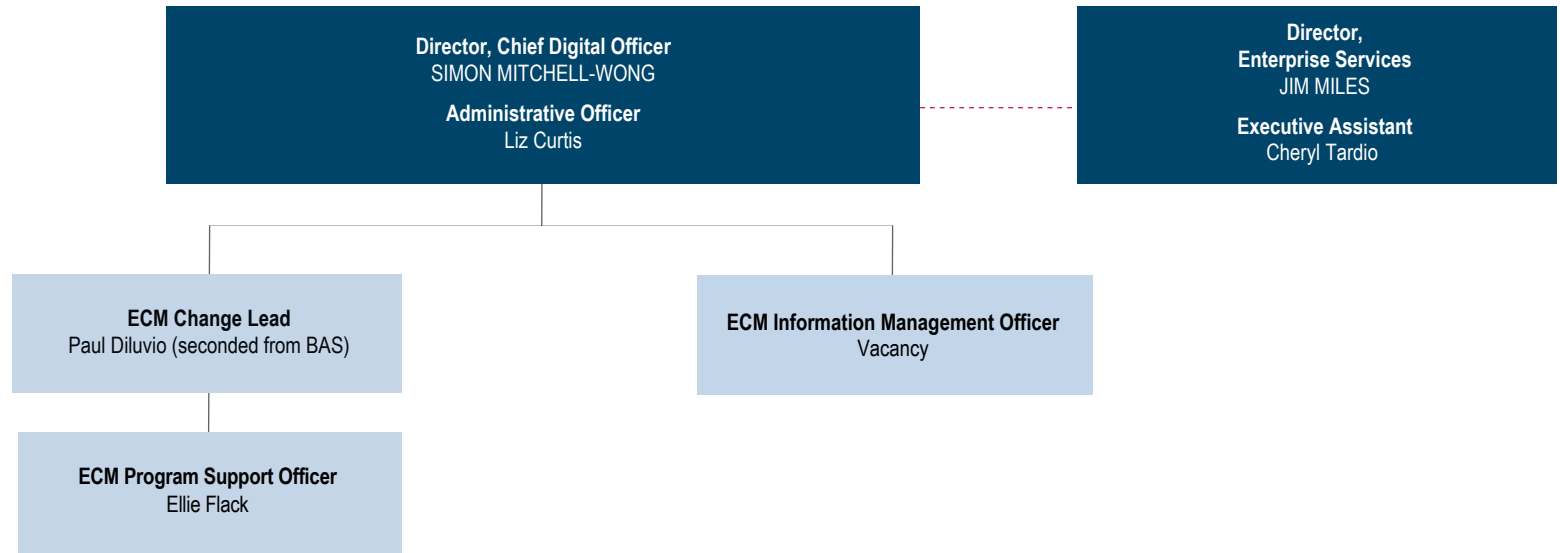 Director, Chief Digital Officer
SIMON MITCHELL-WONG
Administrative Officer
Liz Curtis
Director,
Enterprise Services
JIM MILES
Executive Assistant
Cheryl Tardio
ECM Change Lead
Paul Diluvio (seconded from BAS)
ECM Information Management Officer
Vacancy
ECM Program Support Officer
Ellie Flack